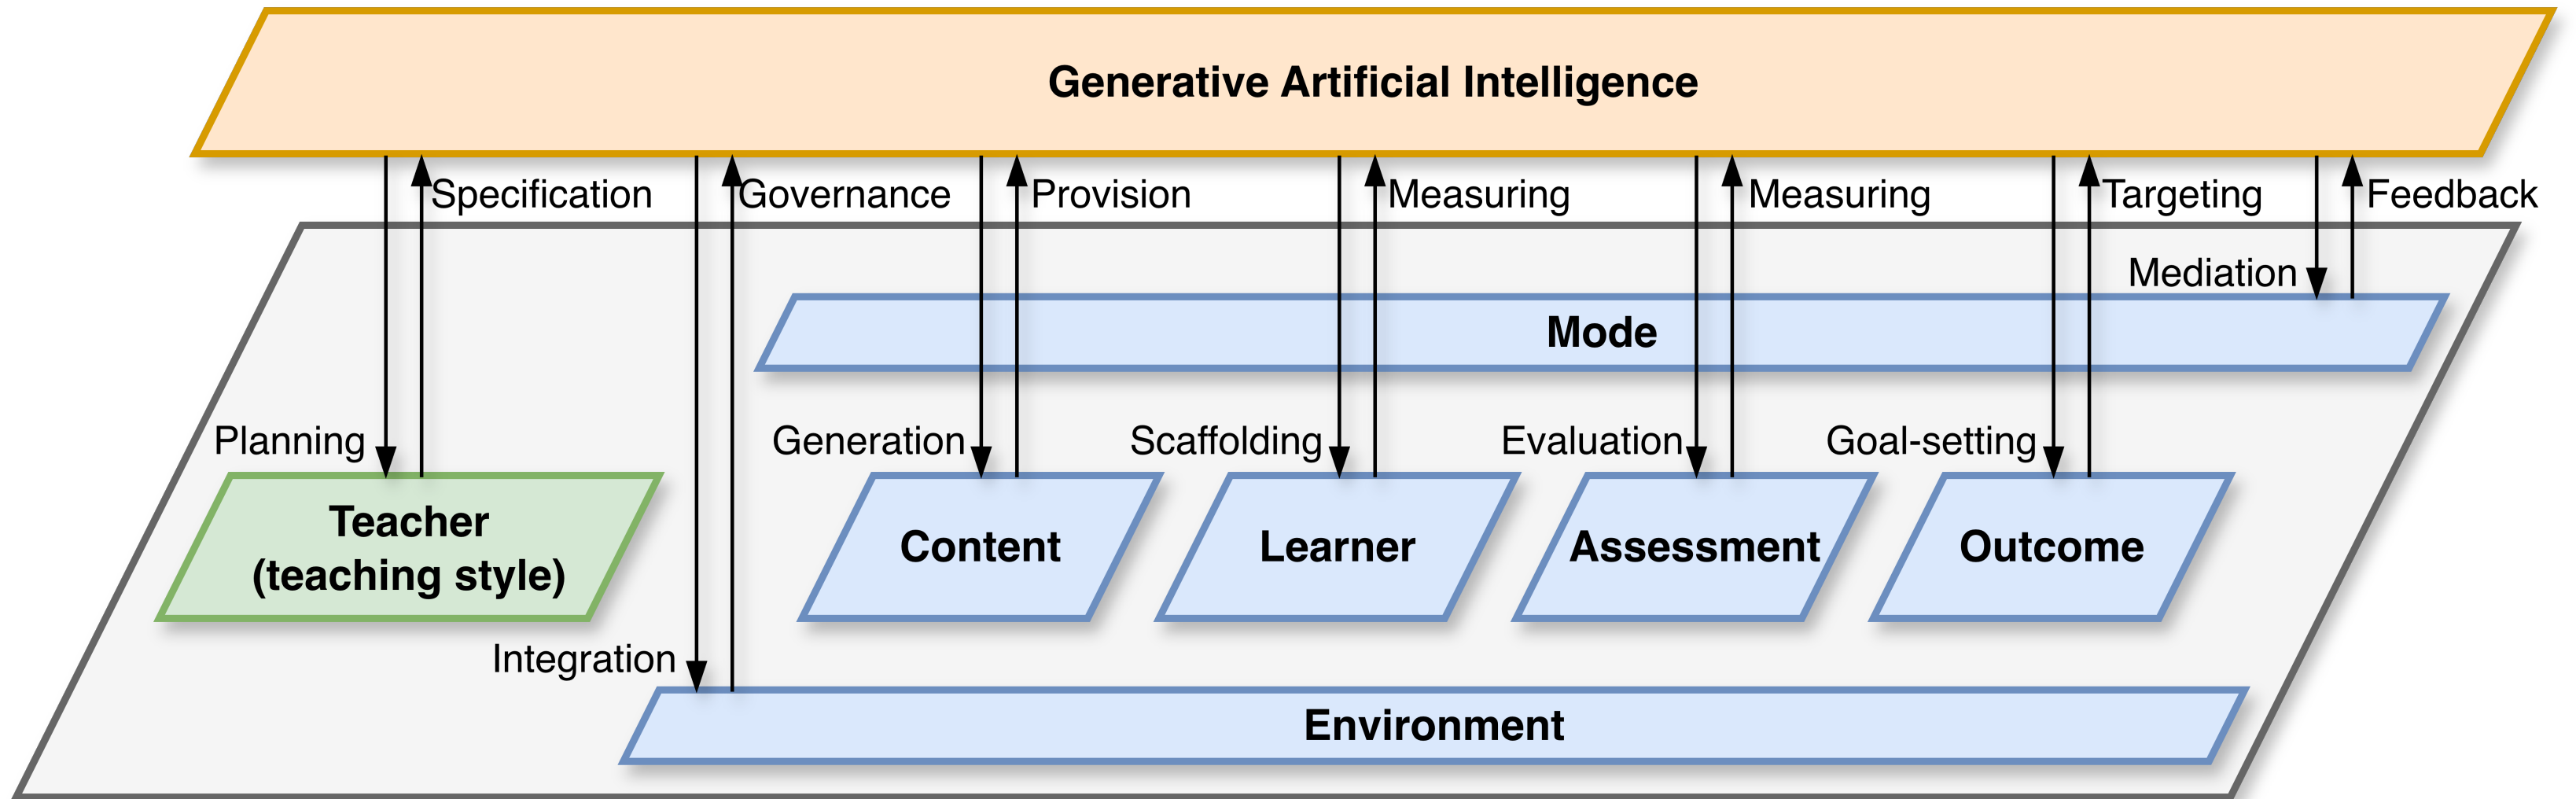 Generative Artificial Intelligence
Specification
Governance
Provision
Measuring
Measuring
Targeting
Feedback
Mediation
Mode
Planning
Generation
Scaffolding
Evaluation
Goal-setting
Teacher
(teaching style)
Content
Learner
Assessment
Outcome
Integration
Environment